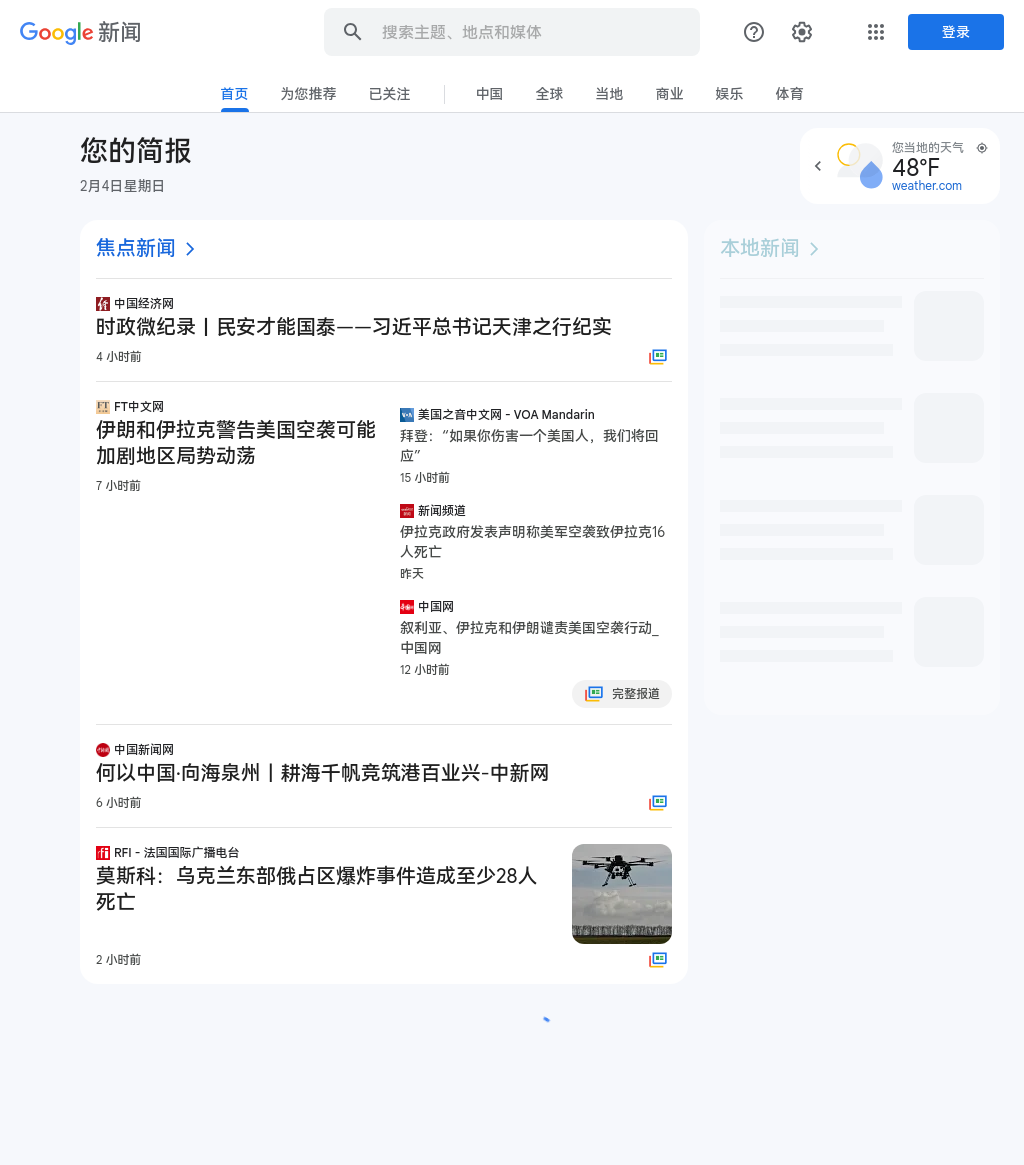 Google 新闻
搜索主题、地点和媒体
登录
首页
为您推荐
已关注
中国
全球
当地
商业
娱乐
体育
您的简报
2月4日星期日
您当地的天气
48°F
weather.com
焦点新闻
本地新闻
中国经济网
时政微纪录丨民安才能国泰——习近平总书记天津之行纪实
4 小时前
FT中文网
伊朗和伊拉克警告美国空袭可能
加剧地区局势动荡
7 小时前
美国之音中文网 - VOA Mandarin
拜登：“如果你伤害一个美国人，我们将回
应”
15 小时前
新闻频道
伊拉克政府发表声明称美军空袭致伊拉克16
人死亡
昨天
中国网
叙利亚、伊拉克和伊朗谴责美国空袭行动_
中国网
12 小时前
完整报道
中国新闻网
何以中国·向海泉州丨耕海千帆竞筑港百业兴-中新网
6 小时前
RFI - 法国国际广播电台
莫斯科：乌克兰东部俄占区爆炸事件造成至少28人
死亡
2 小时前